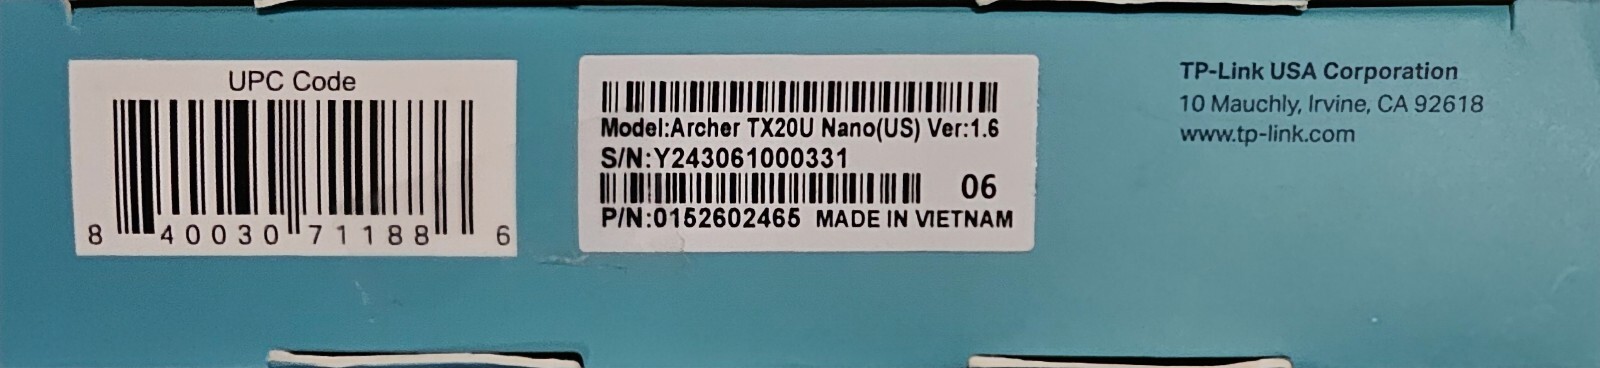 UPC Code
8 40030 71188 6
Model:Archer TX20U Nano(US) Ver:1.6
S/N:Y243061000331
06
P/N:0152602465 MADE IN VIETNAM
TP-Link USA Corporation
10 Mauchly, Irvine, CA 92618
www.tp-link.com